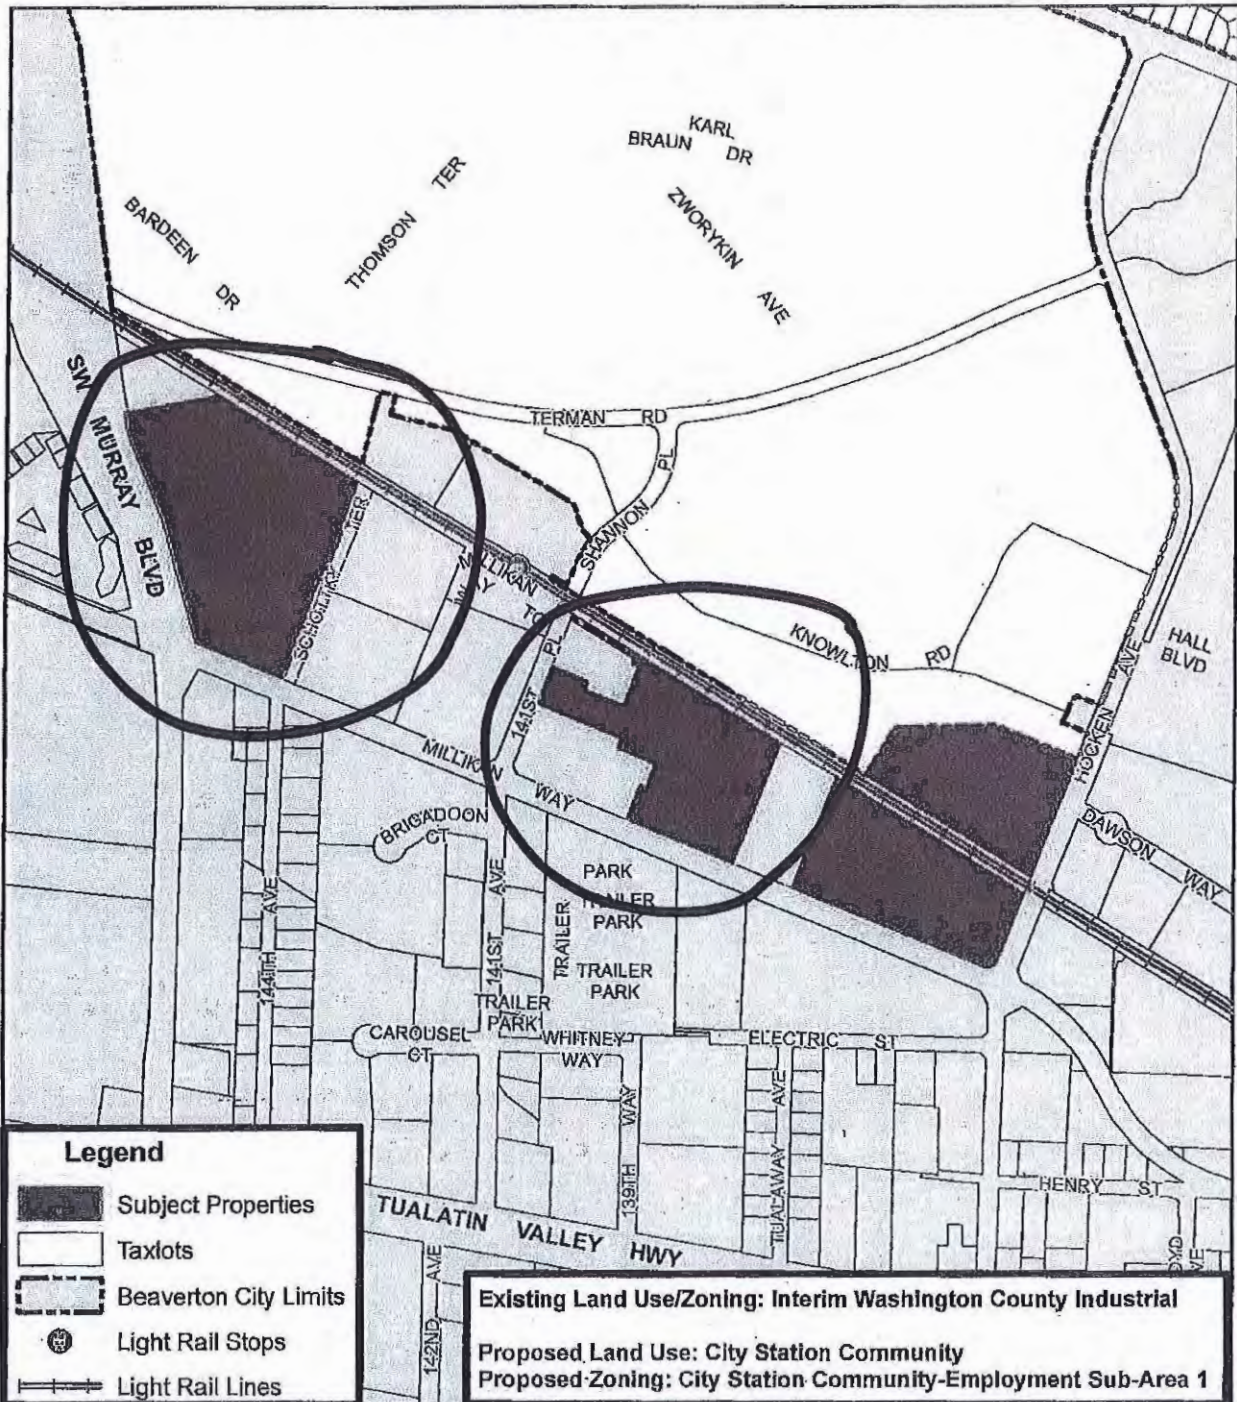 KARL
BRAUN DR
ZWORYKIN AVE
THOMSON TER
BARDEEN DR
TERMAN RD
SHANNON PL
SW MURRAY BLVD
SCHOLTZ TER
MILLIKAN
WAY TO
141ST PL
KNOWLTON RD
HALL
BLVD
HOCKEN AVE
MILLIKAN WAY
DAWSON WAY
BRIGADOON
CT
PARK
TRAILER
PARK
TRAILER
TRAILER
PARK
TRAILER
PARK
144TH AVE
141ST AVE
CAROUSEL
CT
WHITNEY
WAY
ELECTRIC ST
139TH WAY
TUALAWAY AVE
HENRY ST
TUALATIN VALLEY HWY
142ND AVE
AVE
Legend
Subject Properties
Taxlots
Beaverton City Limits
Light Rail Stops
Light Rail Lines
Existing Land Use/Zoning: Interim Washington County Industrial
Proposed Land Use: City Station Community
Proposed Zoning: City Station Community-Employment Sub-Area 1